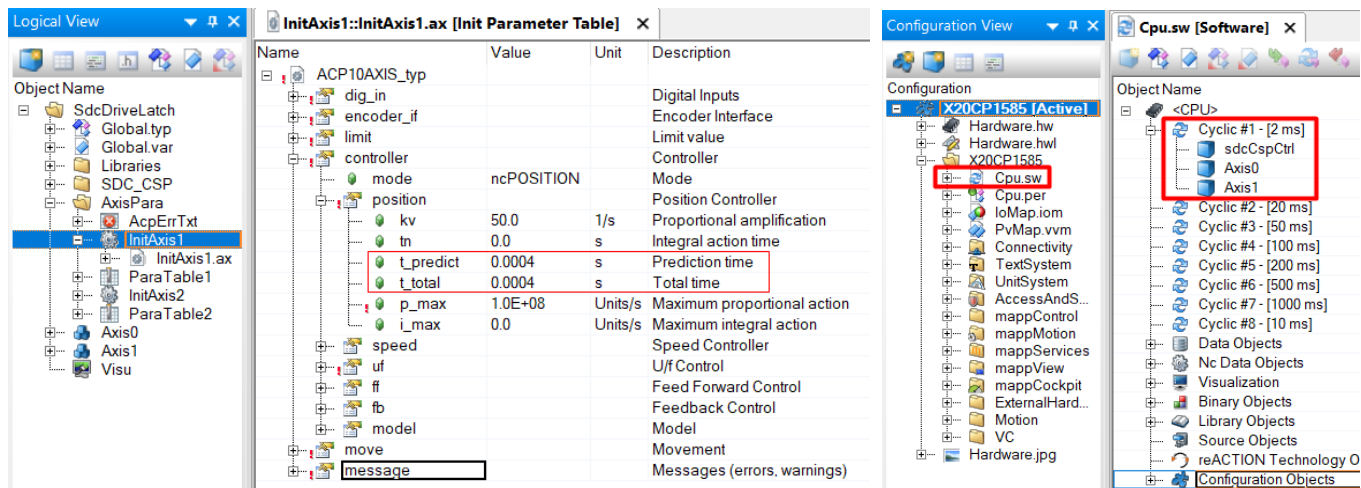 Logical View
Object Name
SdcDriveLatch
Global.typ
Global.var
Libraries
SDC_CSP
AxisPara
AcpErrTxt
InitAxis1
InitAxis1.ax
ParaTable1
InitAxis2
ParaTable2
Axis0
Axis1
Visu
InitAxis1::InitAxis1.ax [Init Parameter Table]
Name Value Unit Description
ACP10AXIS_typ
dig_in Digital Inputs
encoder_if Encoder Interface
limit Limit value
controller Controller
mode ncPOSITION Mode
position Position Controller
kv 50.0 1/s Proportional amplification
tn 0.0 s Integral action time
t_predict 0.0004 s Prediction time
t_total 0.0004 s Total time
p_max 1.0E+08 Units/s Maximum proportional action
i_max 0.0 Units/s Maximum integral action
speed Speed Controller
uf U/f Control
ff Feed Forward Control
fb Feedback Control
model Model
move Movement
message Messages (errors, warnings)
Configuration View
Configuration
X20CP1585 [Active]
Hardware.hw
Hardware.hwl
X20CP1585
Cpu.sw
Cpu.per
IoMap.iom
PvMap.vvm
Connectivity
TextSystem
UnitSystem
AccessAndS...
mappControl
mappMotion
mappServices
mappView
mappCockpit
ExternalHard...
Motion
VC
Hardware.jpg
Cpu.sw [Software]
Object Name
<CPU>
Cyclic #1 - [2 ms]
sdcCspCtrl
Axis0
Axis1
Cyclic #2 - [20 ms]
Cyclic #3 - [50 ms]
Cyclic #4 - [100 ms]
Cyclic #5 - [200 ms]
Cyclic #6 - [500 ms]
Cyclic #7 - [1000 ms]
Cyclic #8 - [10 ms]
Data Objects
Nc Data Objects
Visualization
Binary Objects
Library Objects
Source Objects
reACTION Technology O
Configuration Objects